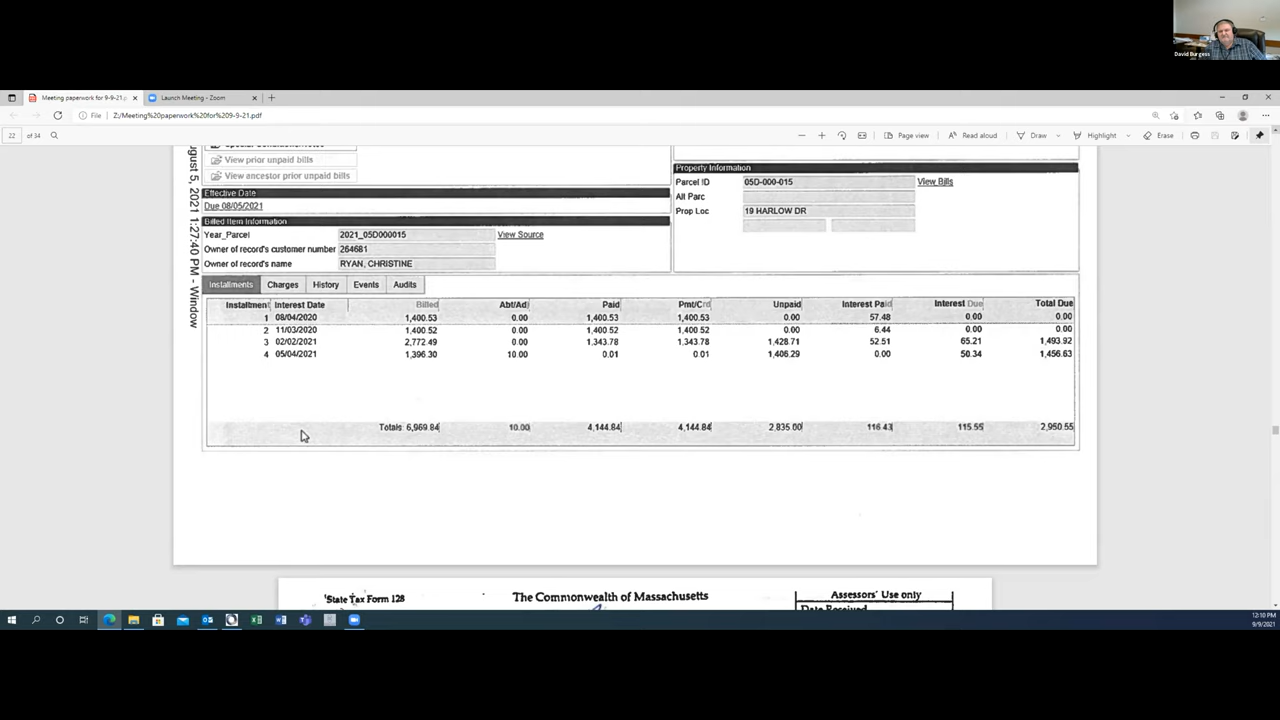 David Burgess
Meeting paperwork for 9-9-21.p
Launch Meeting - Zoom
File Z:/Meeting%20paperwork%20for%209-9-21.pdf
22 of 34
Page view Read aloud Draw Highlight Erase
View prior unpaid bills
View ancestor prior unpaid bills
Effective Date
Due 08/05/2021
Billed Item Information
Year_Parcel 2021_05D000015 View Source
Owner of record's customer number 264681
Owner of record's name RYAN, CHRISTINE
Property Information
Parcel ID 05D-000-015 View Bills
Alt Parc
Prop Loc 19 HARLOW DR
ugust 5, 2021 1:27:40 PM - Window
Installments Charges History Events Audits
Installment Interest Date Billed Abt/Adj Paid Pmt/Crd Unpaid Interest Paid Interest Due Total Due
1 08/04/2020 1,400.53 0.00 1,400.53 1,400.53 0.00 57.48 0.00 0.00
2 11/03/2020 1,400.52 0.00 1,400.52 1,400.52 0.00 6.44 0.00 0.00
3 02/02/2021 2,772.49 0.00 1,343.78 1,343.78 1,428.71 52.51 65.21 1,493.92
4 05/04/2021 1,396.30 10.00 0.01 0.01 1,406.29 0.00 50.34 1,456.63
Totals: 6,969.84 10.00 4,144.84 4,144.84 2,835.00 116.43 115.55 2,950.55
State Tax Form 128
The Commonwealth of Massachusetts
Assessors' Use only
Date Received
12:10 PM
9/9/2021